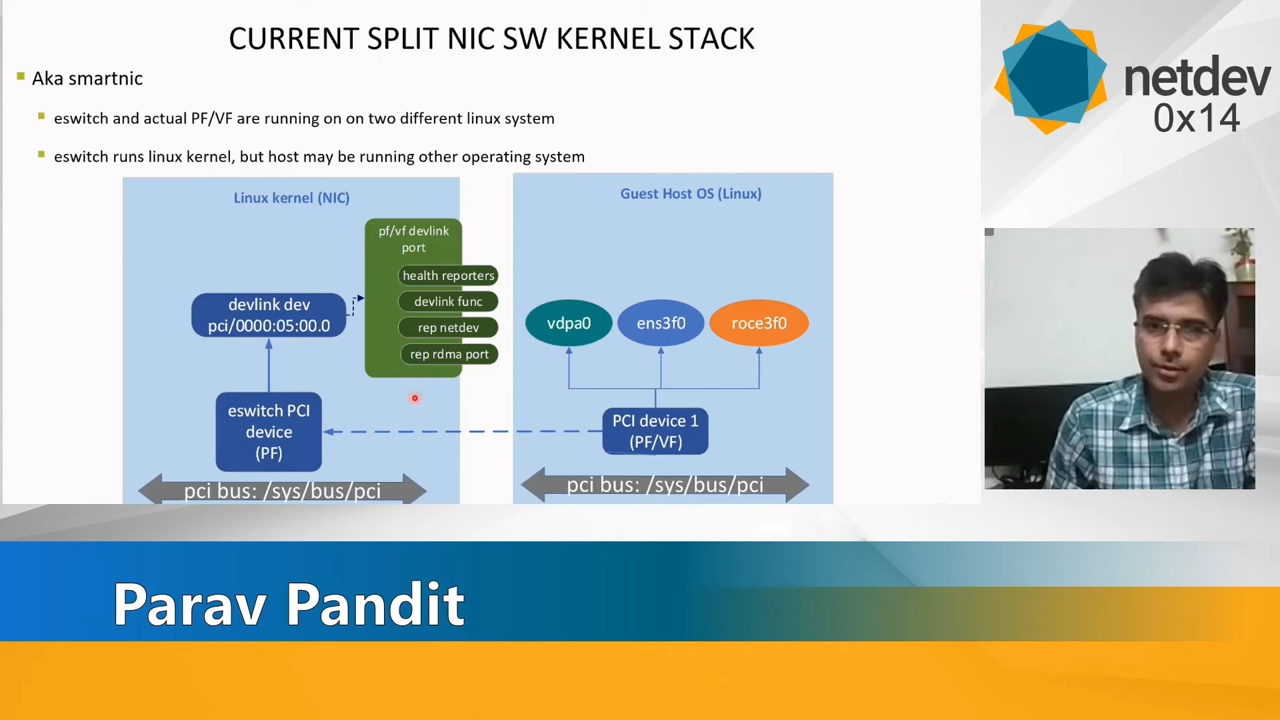 CURRENT SPLIT NIC SW KERNEL STACK
Aka smartnic
eswitch and actual PF/VF are running on on two different linux system
eswitch runs linux kernel, but host may be running other operating system
Linux kernel (NIC)
pf/vf devlink
port
health reporters
devlink func
rep netdev
rep rdma port
devlink dev
pci/0000:05:00.0
eswitch PCI
device
(PF)
pci bus: /sys/bus/pci
Guest Host OS (Linux)
vdpa0
ens3f0
roce3f0
PCI device 1
(PF/VF)
pci bus: /sys/bus/pci
netdev
0x14
Parav Pandit